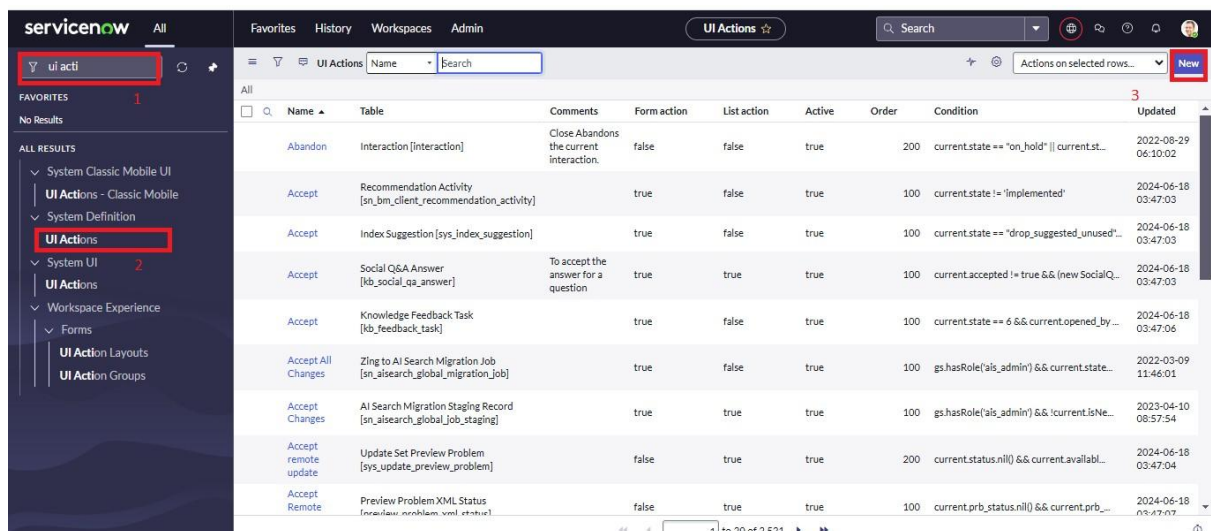 servicenow All Favorites History Workspaces Admin UI Actions ☆ Search
ui acti
1
FAVORITES
No Results
ALL RESULTS
System Classic Mobile UI
UI Actions - Classic Mobile
System Definition
UI Actions
2
System UI
UI Actions
Workspace Experience
Forms
UI Action Layouts
UI Action Groups
UI Actions Name Search Actions on selected rows... New
3
All
Name Table Comments Form action List action Active Order Condition Updated
Abandon Interaction [interaction] Close Abandons the current interaction. false false true 200 current.state == "on_hold" || current.st... 2022-08-29 06:10:02
Accept Recommendation Activity [sn_bm_client_recommendation_activity] true false true 100 current.state != 'implemented' 2024-06-18 03:47:03
Accept Index Suggestion [sys_index_suggestion] true false true 100 current.state == "drop_suggested_unused"... 2024-06-18 03:47:03
Accept Social Q&A Answer [kb_social_qa_answer] To accept the answer for a question true false true 100 current.accepted != true && (new SocialQ... 2024-06-18 03:47:03
Accept Knowledge Feedback Task [kb_feedback_task] true false true 100 current.state == 6 && current.opened_by ... 2024-06-18 03:47:06
Accept All Changes Zing to AI Search Migration Job [sn_aisearch_global_migration_job] true false true 100 gs.hasRole('ais_admin') && current.state... 2022-03-09 11:46:01
Accept Changes AI Search Migration Staging Record [sn_aisearch_global_job_staging] true true true 100 gs.hasRole('ais_admin') && !current.isNe... 2023-04-10 08:57:54
Accept remote update Update Set Preview Problem [sys_update_preview_problem] false true true 200 current.status.nil() && current.availabl... 2024-06-18 03:47:04
Accept Remote Preview Problem XML Status [preview_problem_xml_status] false true true 100 current.prb_status.nil() && current.prb_... 2024-06-18 03:47:07
1 to 20 of 2,521